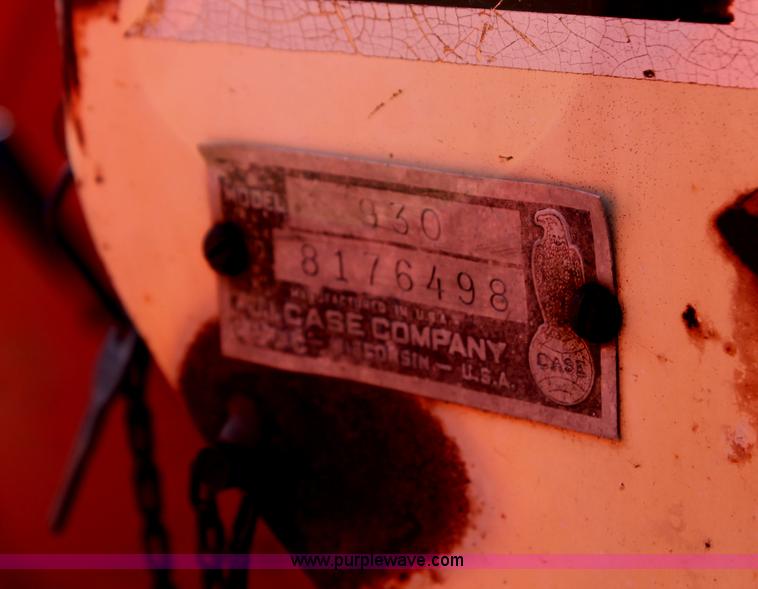 MODEL 930
8176498
MANUFACTURED IN U.S.A.
CASE COMPANY
WISCONSIN — U.S.A.
CASE
www.purplewave.com